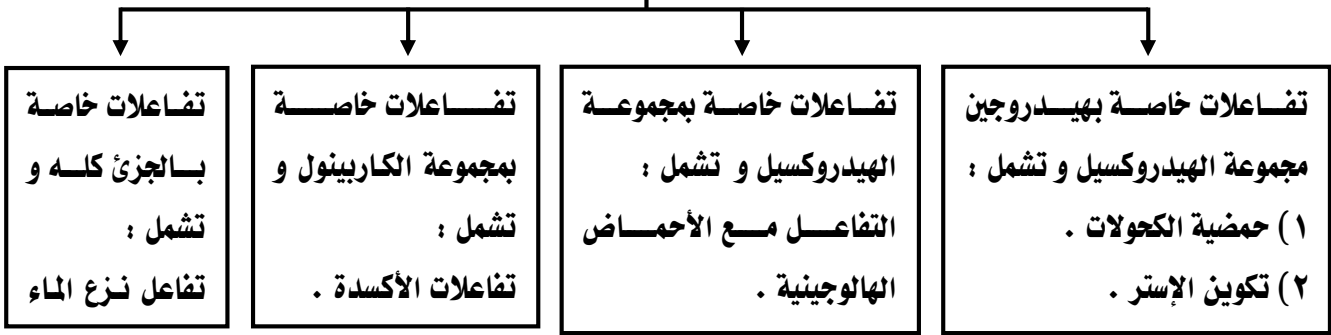 تفاعلات خاصة بهيدروجين
مجموعة الهيدروكسيل و تشمل :
١) حمضية الكحولات .
٢) تكوين الإستر .
تفاعلات خاصة بمجموعة
الهيدروكسيل و تشمل :
التفاعل مع الأحماض
الهالوجينية .
تفاعلات خاصة
بمجموعة الكاربينول و
تشمل :
تفاعلات الأكسدة .
تفاعلات خاصة
بالجزئ كله و
تشمل :
تفاعل نزع الماء